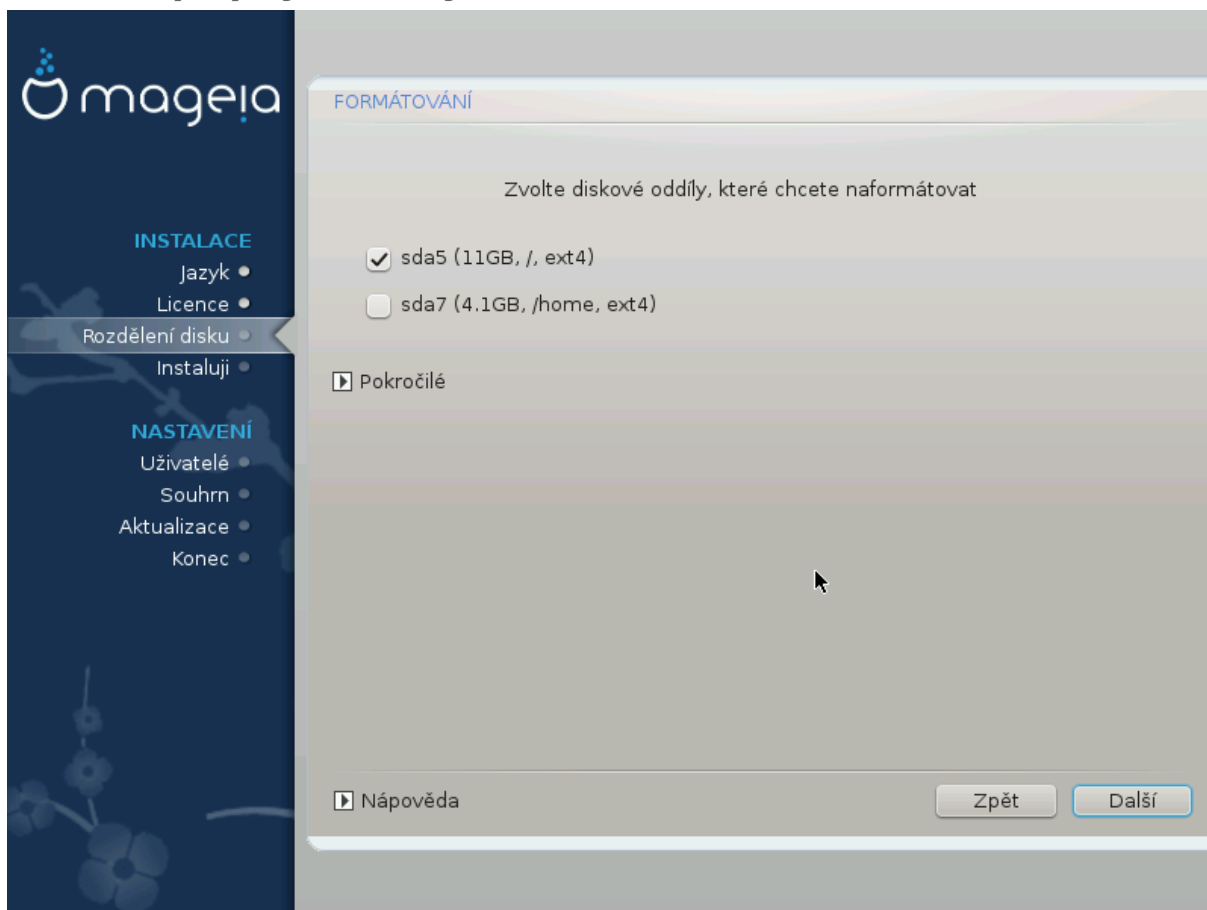 mageia
INSTALACE
Jazyk
Licence
Rozdělení disku
Instaluji
NASTAVENÍ
Uživatelé
Souhrn
Aktualizace
Konec
FORMÁTOVÁNÍ
Zvolte diskové oddíly, které chcete naformátovat
sda5 (11GB, /, ext4)
sda7 (4.1GB, /home, ext4)
Pokročilé
Nápověda
Zpět
Další